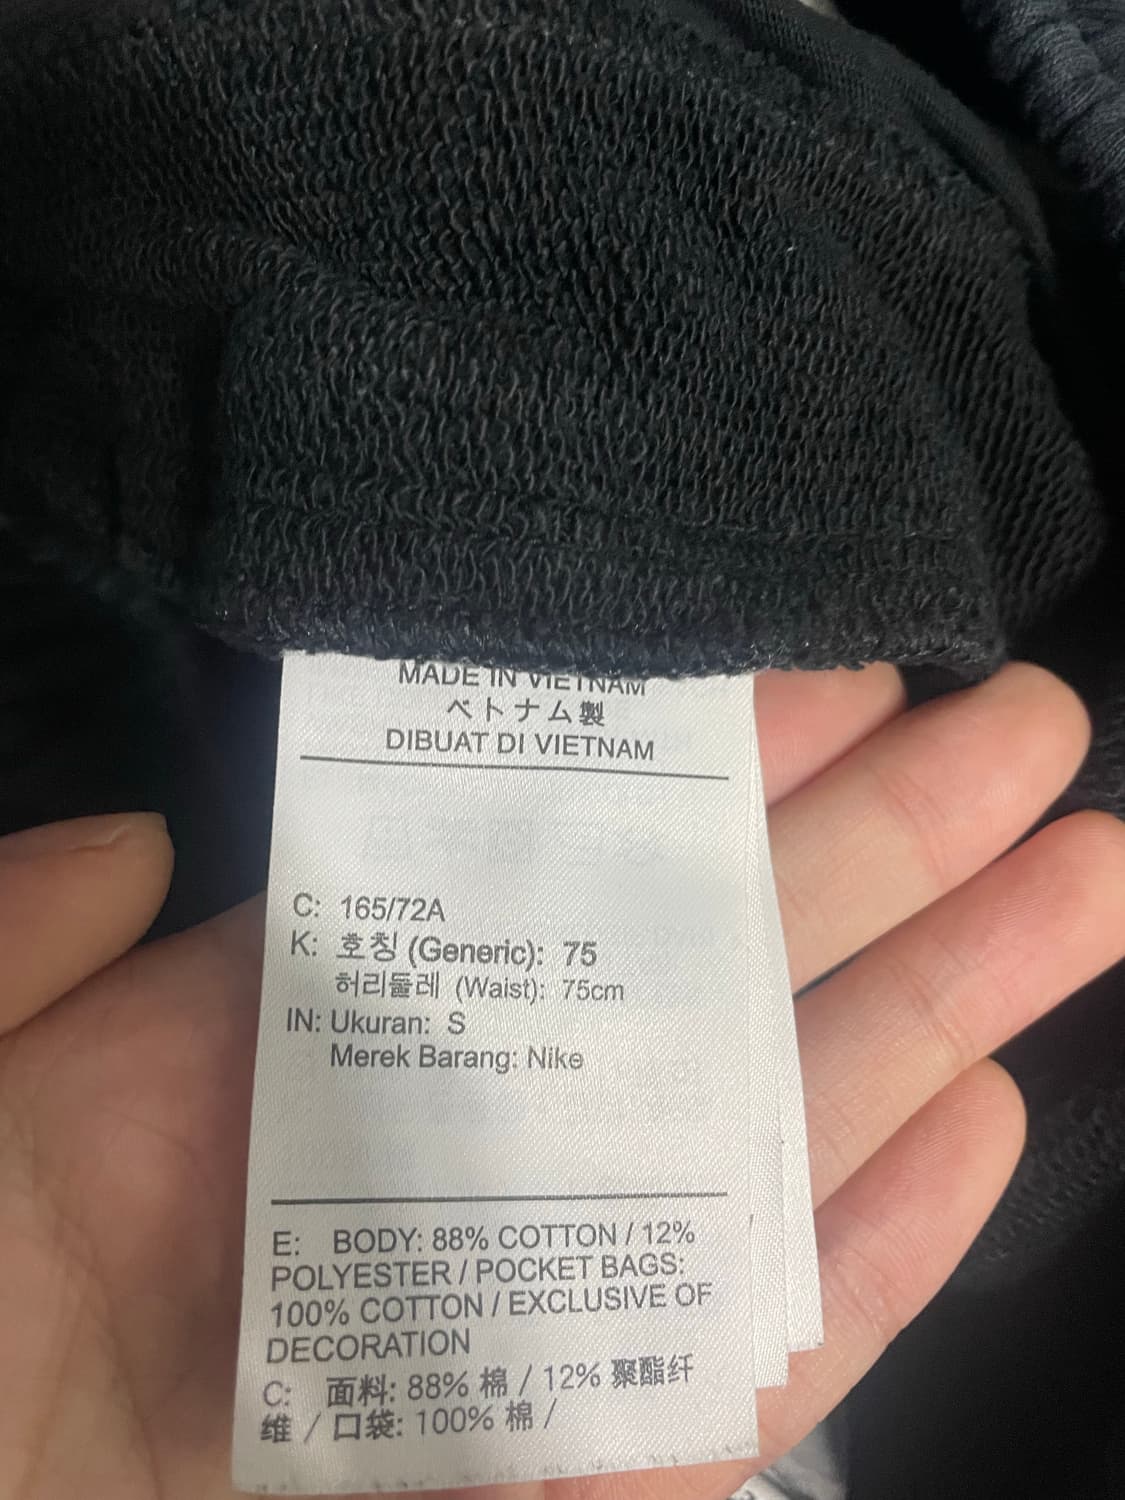 MADE IN VIETNAM
ベトナム製
DIBUAT DI VIETNAM
C: 165/72A
K: 호칭 (Generic): 75
허리둘레 (Waist): 75cm
IN: Ukuran: S
Merek Barang: Nike
E: BODY: 88% COTTON / 12%
POLYESTER / POCKET BAGS:
100% COTTON / EXCLUSIVE OF
DECORATION
C: 面料: 88% 棉 / 12% 聚酯纤
维 / 口袋: 100% 棉 /